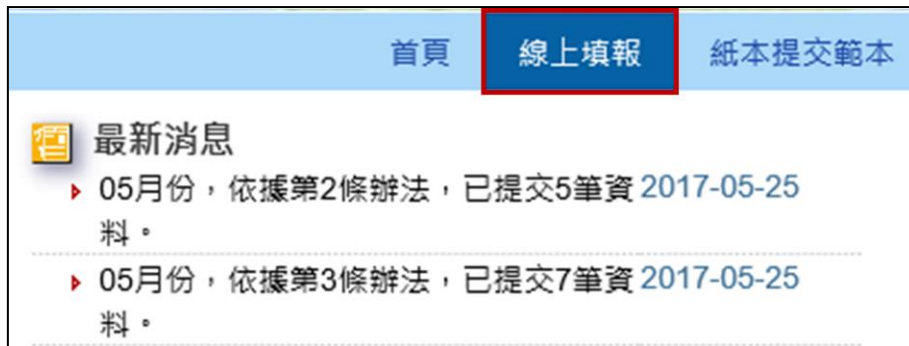 首頁 線上填報 紙本提交範本
最新消息
05月份，依據第2條辦法，已提交5筆資 2017-05-25
料。
05月份，依據第3條辦法，已提交7筆資 2017-05-25
料。